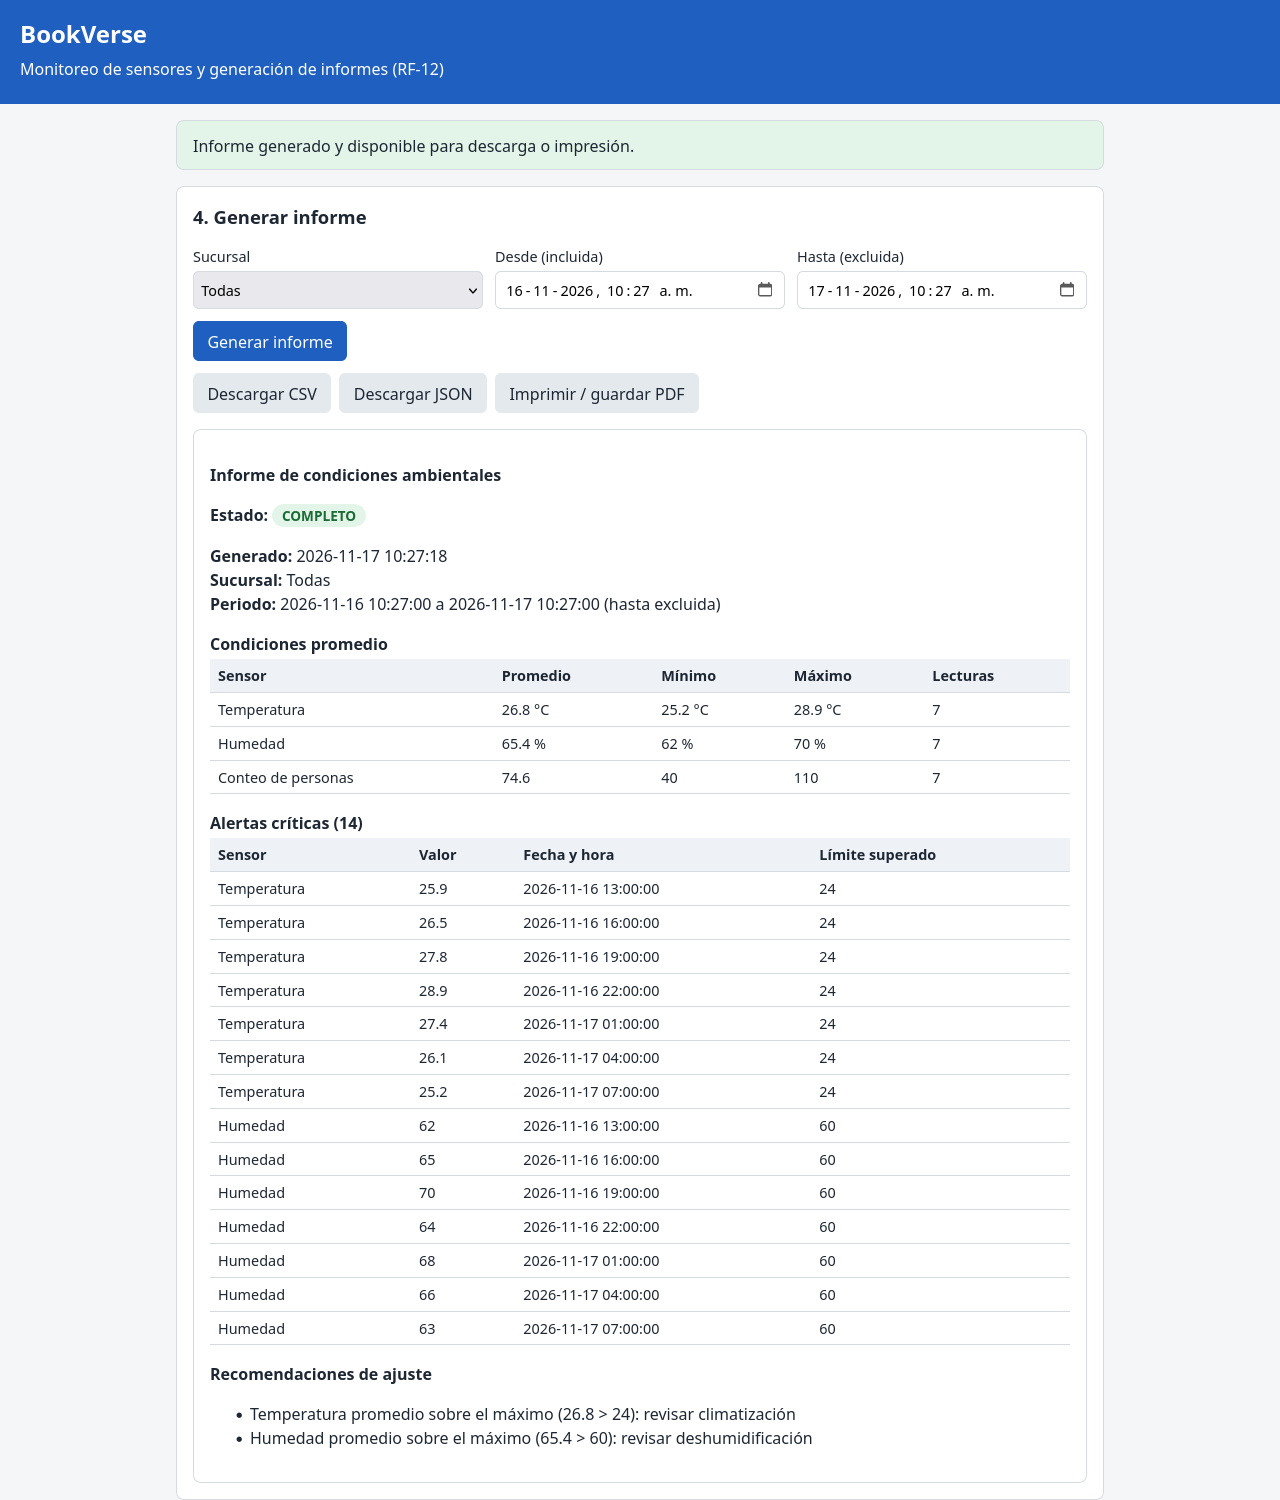 BookVerse
Monitoreo de sensores y generación de informes (RF-12)
Informe generado y disponible para descarga o impresión.
4. Generar informe
Sucursal Desde (incluida) Hasta (excluida)
Todas 16-11-2026, 10:27 a. m. 17-11-2026, 10:27 a. m.
Generar informe
Descargar CSV Descargar JSON Imprimir / guardar PDF
Informe de condiciones ambientales
Estado: COMPLETO
Generado: 2026-11-17 10:27:18
Sucursal: Todas
Periodo: 2026-11-16 10:27:00 a 2026-11-17 10:27:00 (hasta excluida)
Condiciones promedio
Sensor Promedio Mínimo Máximo Lecturas
Temperatura 26.8 °C 25.2 °C 28.9 °C 7
Humedad 65.4 % 62 % 70 % 7
Conteo de personas 74.6 40 110 7
Alertas críticas (14)
Sensor Valor Fecha y hora Límite superado
Temperatura 25.9 2026-11-16 13:00:00 24
Temperatura 26.5 2026-11-16 16:00:00 24
Temperatura 27.8 2026-11-16 19:00:00 24
Temperatura 28.9 2026-11-16 22:00:00 24
Temperatura 27.4 2026-11-17 01:00:00 24
Temperatura 26.1 2026-11-17 04:00:00 24
Temperatura 25.2 2026-11-17 07:00:00 24
Humedad 62 2026-11-16 13:00:00 60
Humedad 65 2026-11-16 16:00:00 60
Humedad 70 2026-11-16 19:00:00 60
Humedad 64 2026-11-16 22:00:00 60
Humedad 68 2026-11-17 01:00:00 60
Humedad 66 2026-11-17 04:00:00 60
Humedad 63 2026-11-17 07:00:00 60
Recomendaciones de ajuste
• Temperatura promedio sobre el máximo (26.8 > 24): revisar climatización
• Humedad promedio sobre el máximo (65.4 > 60): revisar deshumidificación